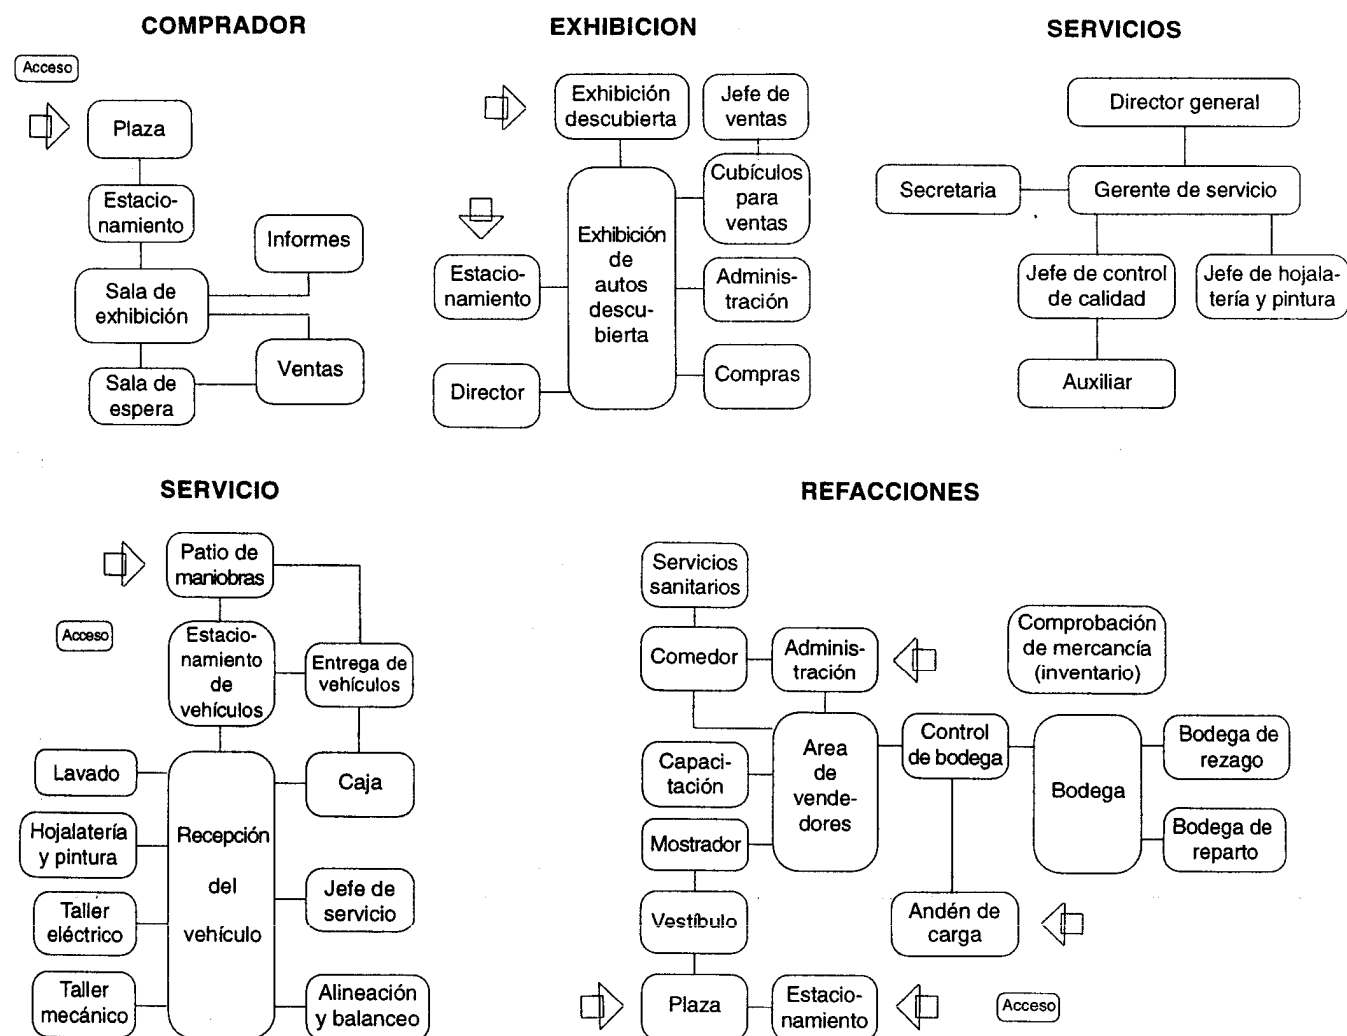 COMPRADOR
Acceso
Plaza
Estacio-
namiento
Informes
Sala de
exhibición
Ventas
Sala de
espera
EXHIBICION
Exhibición
descubierta
Jefe de
ventas
Cubículos
para
ventas
Exhibición
de
autos
descu-
bierta
Estacio-
namiento
Adminis-
tración
Director
Compras
SERVICIOS
Director general
Secretaria
Gerente de servicio
Jefe de control
de calidad
Jefe de hojala-
tería y pintura
Auxiliar
SERVICIO
Patio de
maniobras
Acceso
Estacio-
namiento
de
vehículos
Entrega de
vehículos
Lavado
Caja
Hojalatería
y pintura
Recepción
del
vehículo
Jefe de
servicio
Taller
eléctrico
Taller
mecánico
Alineación
y balanceo
REFACCIONES
Servicios
sanitarios
Comedor
Adminis-
tración
Comprobación
de mercancía
(inventario)
Capaci-
tación
Area
de
vende-
dores
Control
de bodega
Bodega
Bodega de
rezago
Mostrador
Bodega de
reparto
Vestíbulo
Andén de
carga
Plaza
Estacio-
namiento
Acceso